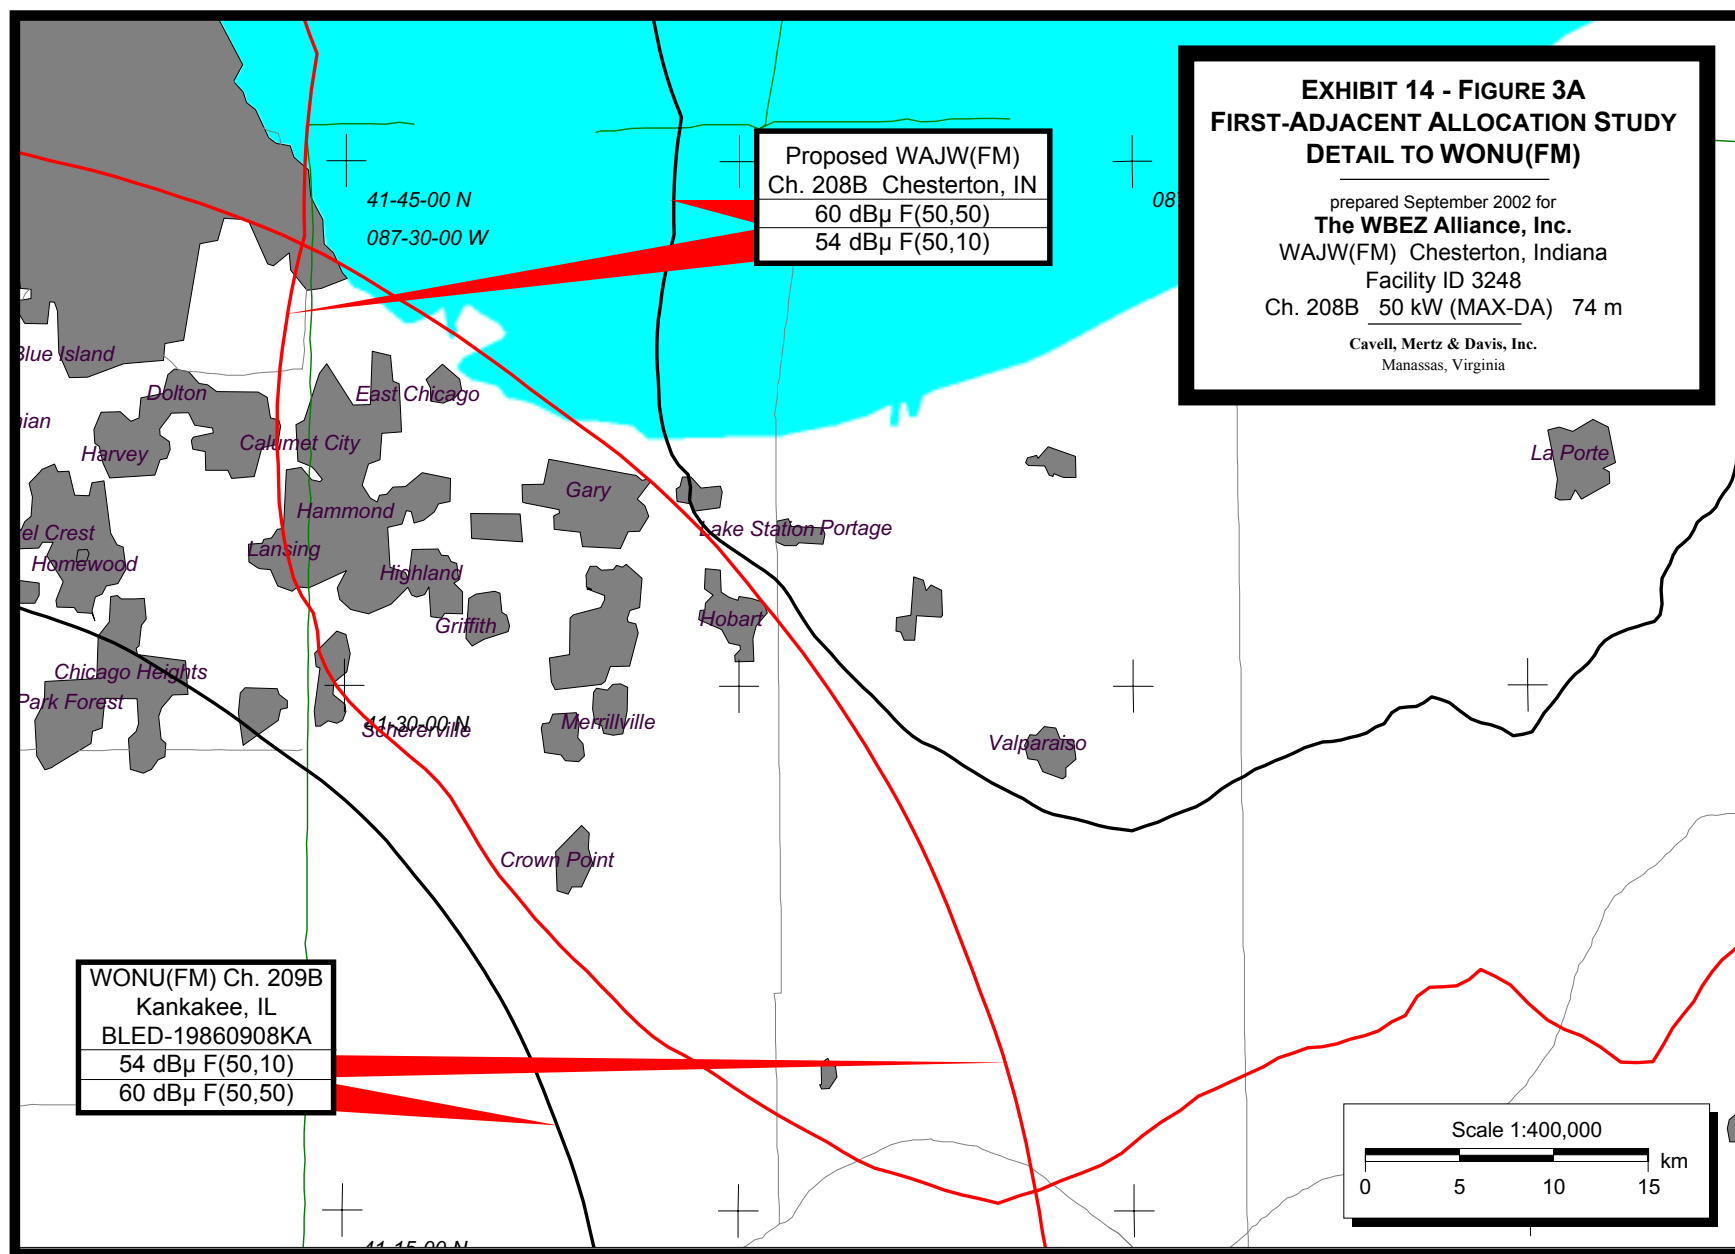 EXHIBIT 14 - FIGURE 3A
FIRST-ADJACENT ALLOCATION STUDY
DETAIL TO WONU(FM)
prepared September 2002 for
The WBEZ Alliance, Inc.
WAJW(FM) Chesterton, Indiana
Facility ID 3248
Ch. 208B 50 kW (MAX-DA) 74 m
Cavell, Mertz & Davis, Inc.
Manassas, Virginia
Proposed WAJW(FM)
Ch. 208B Chesterton, IN
60 dBµ F(50,50)
54 dBµ F(50,10)
41-45-00 N
087-30-00 W
08
Blue Island
Dolton
East Chicago
Harvey
Calumet City
Hammond
Gary
La Porte
Lake Station
Portage
Lansing
Homewood
Highland
Griffith
Hobart
Chicago Heights
Park Forest
41-30-00 N
Schererville
Merrillville
Valparaiso
Crown Point
WONU(FM) Ch. 209B
Kankakee, IL
BLED-19860908KA
54 dBµ F(50,10)
60 dBµ F(50,50)
Scale 1:400,000
km
0 5 10 15
41-15-00 N